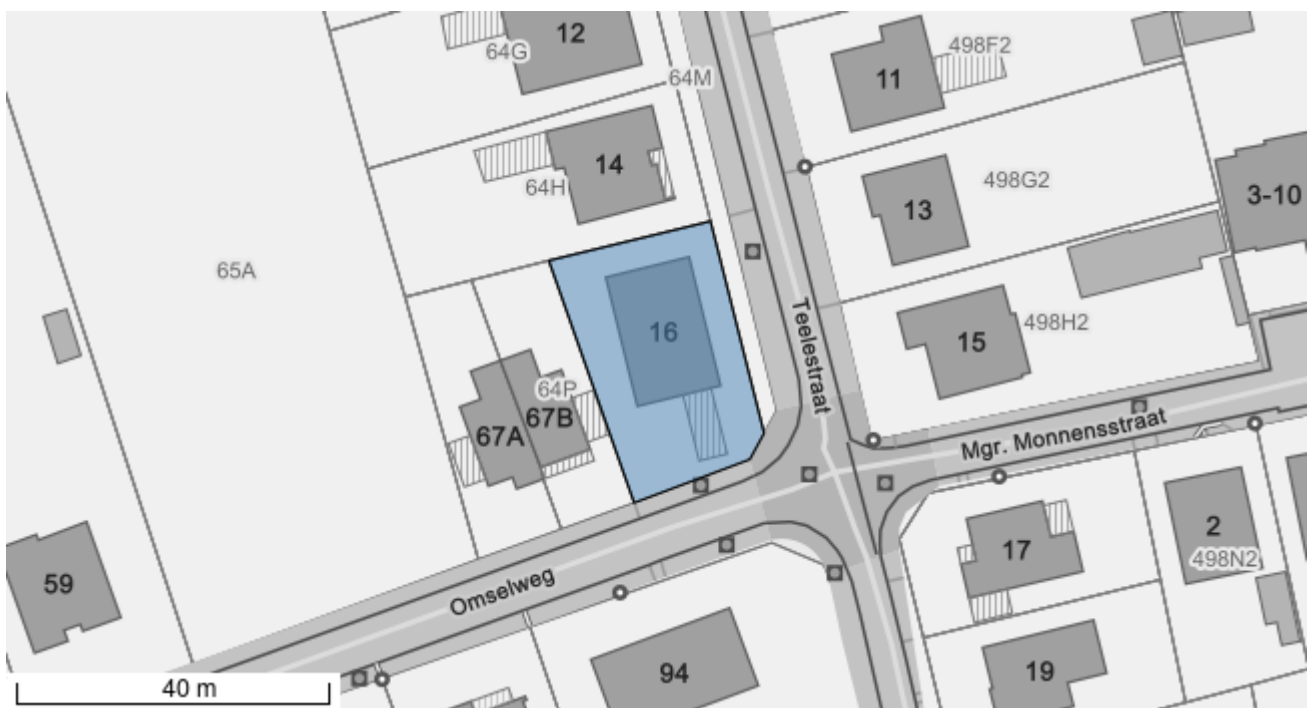 12
64G
64M
11
498F2
14
64H
13
498G2
3-10
65A
16
Teelestraat
15
498H2
64P
67B
67A
Mgr. Monnensstraat
59
Omselweg
17
2
498N2
94
19
40 m